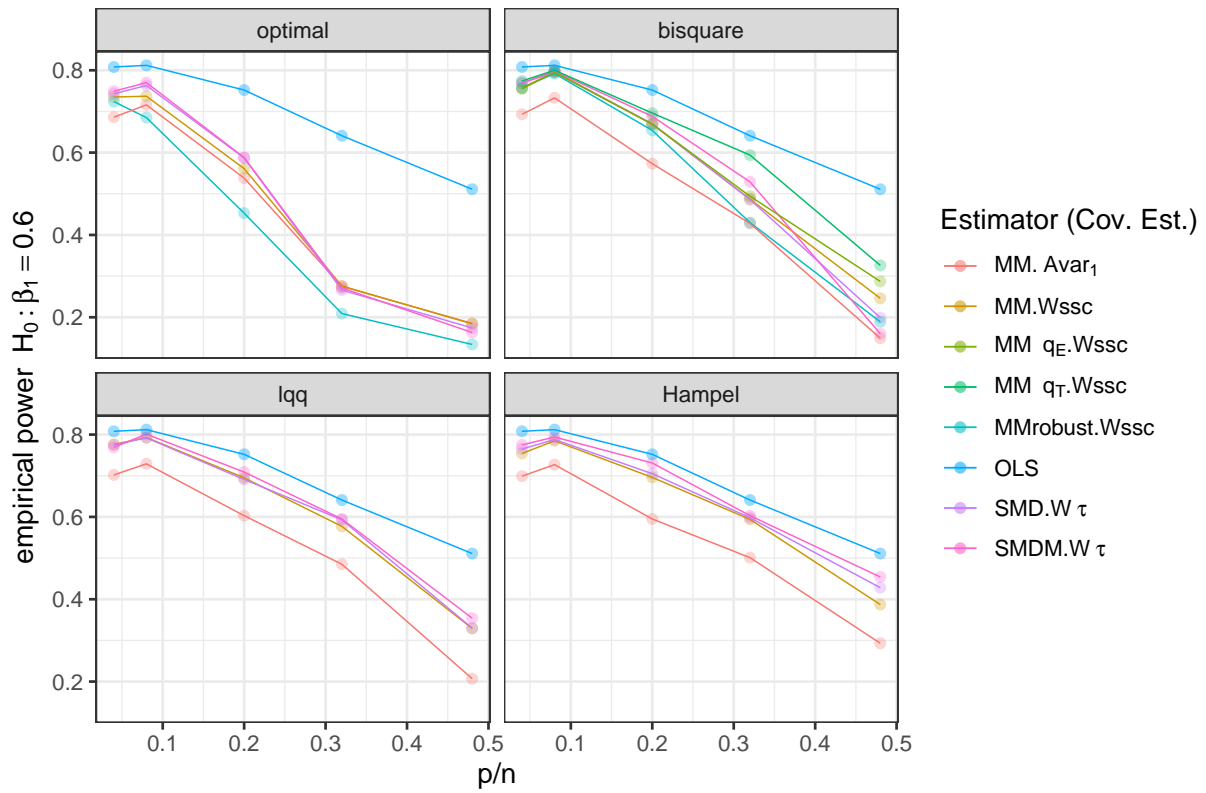 optimal
bisquare
0.8
0.6
0.4
0.2
lqq
Hampel
0.8
0.6
0.4
0.2
0.1 0.2 0.3 0.4 0.5
0.1 0.2 0.3 0.4 0.5
p/n
empirical power H₀ : β₁ = 0.6
Estimator (Cov. Est.)
MM. Avar₁
MM.Wssc
MM q_E.Wssc
MM q_T.Wssc
MMrobust.Wssc
OLS
SMD.W τ
SMDM.W τ